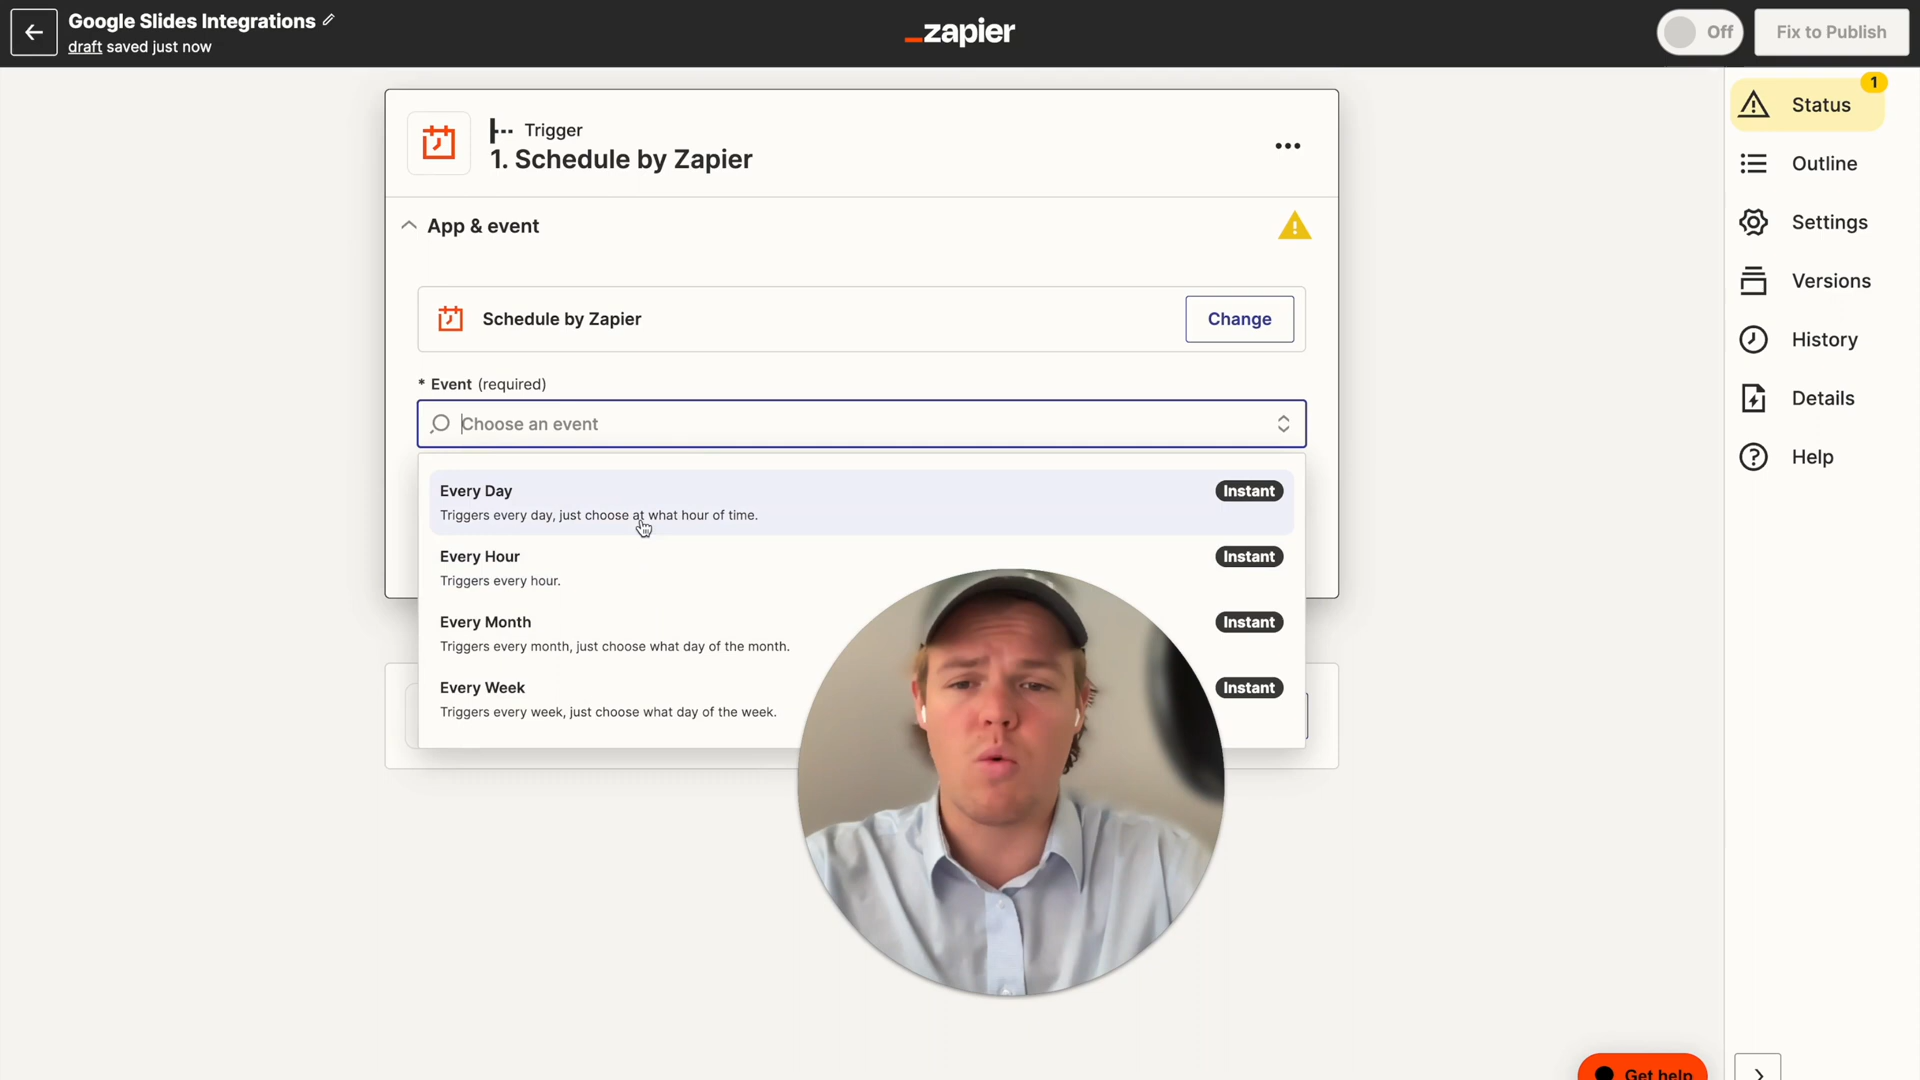 Google Slides Integrations
draft saved just now
zapier
Off
Fix to Publish
Trigger
1. Schedule by Zapier
App & event
Schedule by Zapier
Change
* Event (required)
Choose an event
Every Day
Instant
Triggers every day, just choose at what hour of time.
Every Hour
Instant
Triggers every hour.
Every Month
Instant
Triggers every month, just choose what day of the month.
Every Week
Instant
Triggers every week, just choose what day of the week.
1
Status
Outline
Settings
Versions
History
Details
Help
Get help